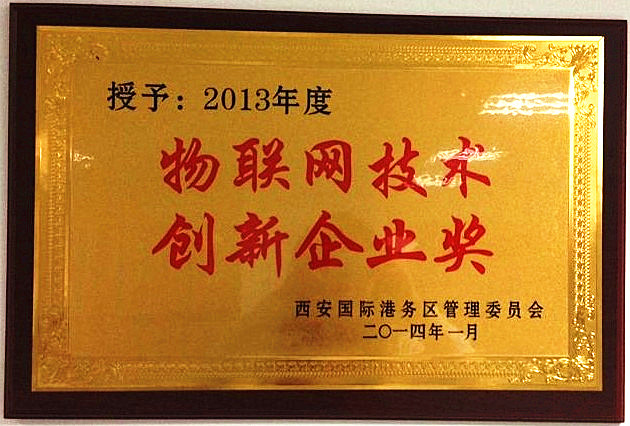 授予：2013年度
物联网技术
创新企业奖
西安国际港务区管理委员会
二〇一四年一月